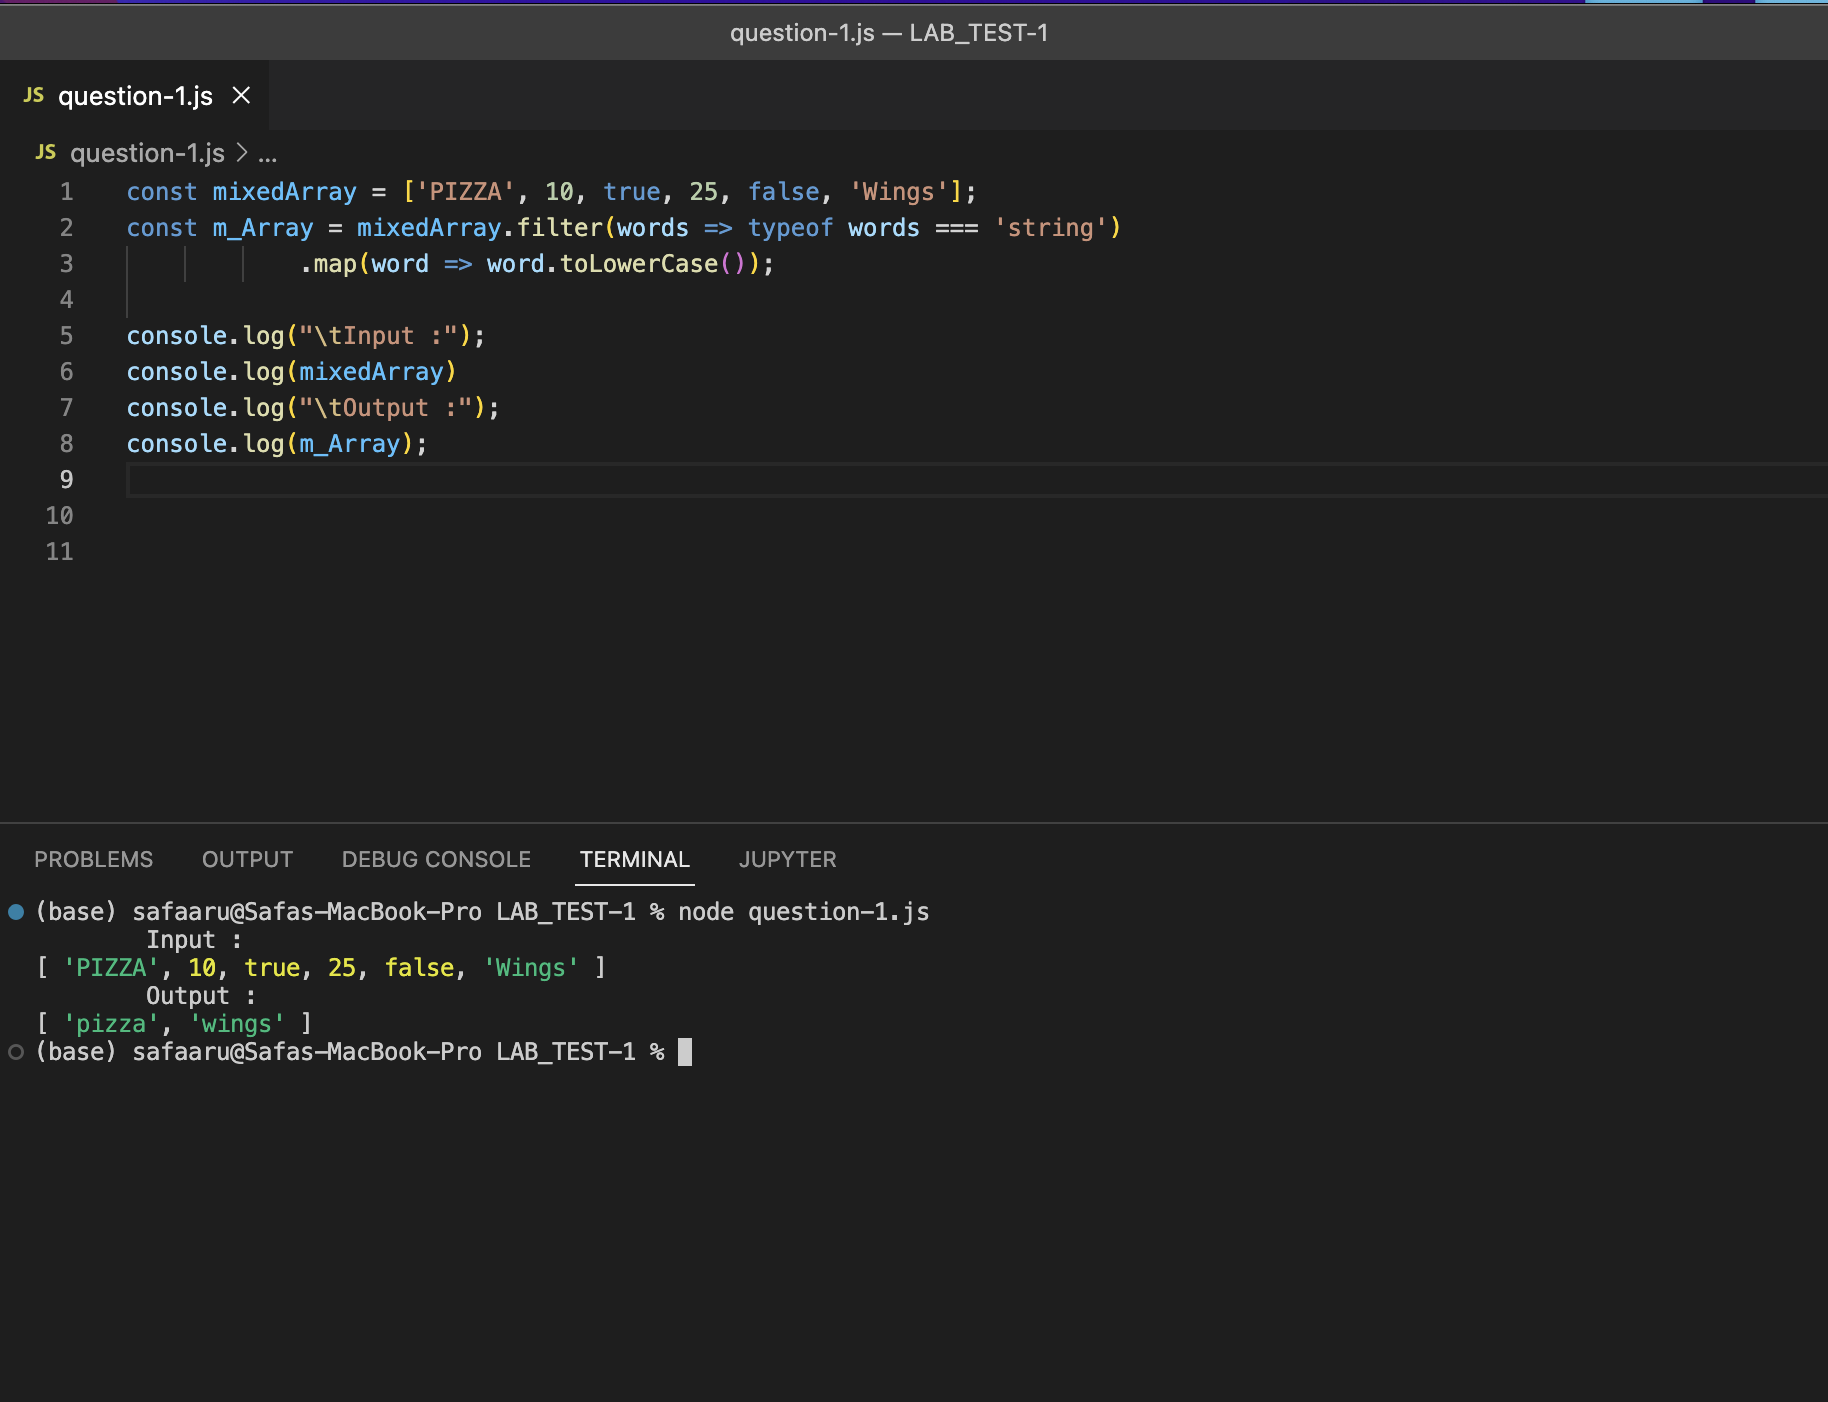 question-1.js — LAB_TEST-1
JS question-1.js
JS question-1.js > ...
1 const mixedArray = ['PIZZA', 10, true, 25, false, 'Wings'];
2 const m_Array = mixedArray.filter(words => typeof words === 'string')
3 .map(word => word.toLowerCase());
4
5 console.log("\tInput :");
6 console.log(mixedArray)
7 console.log("\tOutput :");
8 console.log(m_Array);
9
10
11
PROBLEMS OUTPUT DEBUG CONSOLE TERMINAL JUPYTER
(base) safaaru@Safas-MacBook-Pro LAB_TEST-1 % node question-1.js
Input :
[ 'PIZZA', 10, true, 25, false, 'Wings' ]
Output :
[ 'pizza', 'wings' ]
(base) safaaru@Safas-MacBook-Pro LAB_TEST-1 %